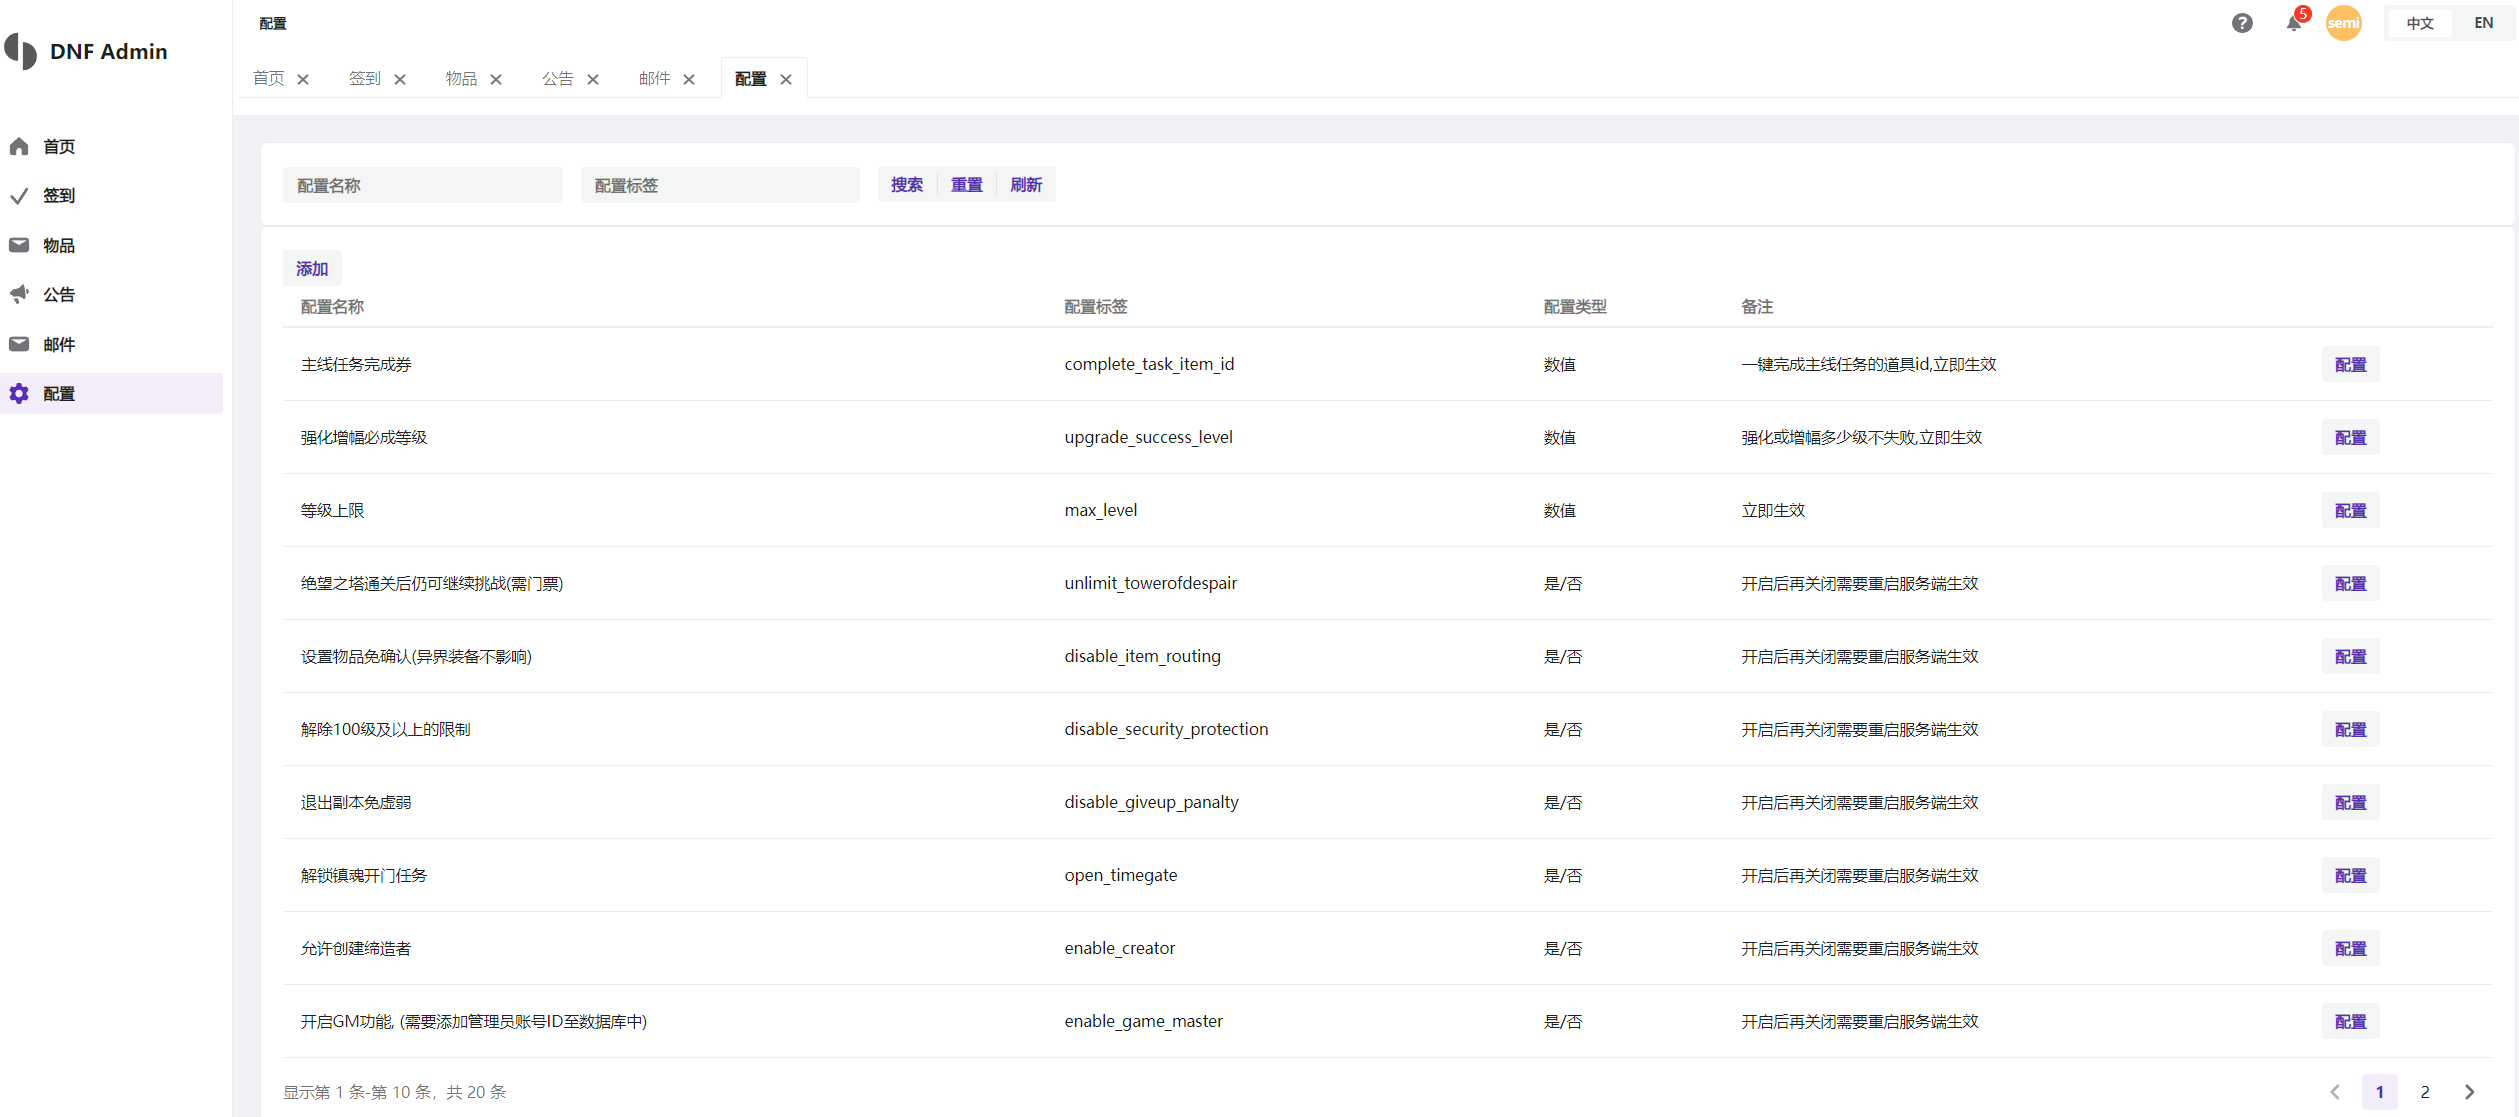 DNF Admin
首页
签到
物品
公告
邮件
配置
配置
5
semi
中文 EN
首页 签到 物品 公告 邮件 配置
配置名称 配置标签 搜索 重置 刷新
添加
配置名称 配置标签 配置类型 备注
主线任务完成券 complete_task_item_id 数值 一键完成主线任务的道具id,立即生效 配置
强化增幅必成等级 upgrade_success_level 数值 强化或增幅多少级不失败,立即生效 配置
等级上限 max_level 数值 立即生效 配置
绝望之塔通关后仍可继续挑战(需门票) unlimit_towerofdespair 是/否 开启后再关闭需要重启服务端生效 配置
设置物品免确认(异界装备不影响) disable_item_routing 是/否 开启后再关闭需要重启服务端生效 配置
解除100级及以上的限制 disable_security_protection 是/否 开启后再关闭需要重启服务端生效 配置
退出副本免虚弱 disable_giveup_panalty 是/否 开启后再关闭需要重启服务端生效 配置
解锁镇魂开门任务 open_timegate 是/否 开启后再关闭需要重启服务端生效 配置
允许创建缔造者 enable_creator 是/否 开启后再关闭需要重启服务端生效 配置
开启GM功能, (需要添加管理员账号ID至数据库中) enable_game_master 是/否 开启后再关闭需要重启服务端生效 配置
显示第 1 条-第 10 条，共 20 条 1 2